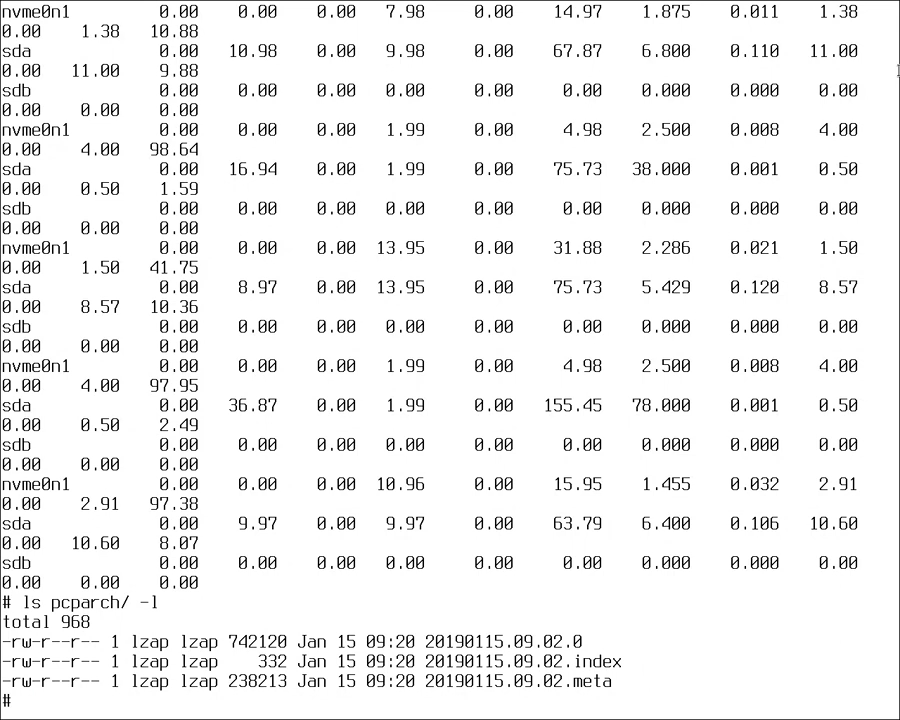 nvme0n1 0.00 0.00 0.00 7.98 0.00 14.97 1.875 0.011 1.38
0.00 1.38 10.88
sda 0.00 10.98 0.00 9.98 0.00 67.87 6.800 0.110 11.00
0.00 11.00 9.88
sdb 0.00 0.00 0.00 0.00 0.00 0.00 0.000 0.000 0.00
0.00 0.00 0.00
nvme0n1 0.00 0.00 0.00 1.99 0.00 4.98 2.500 0.008 4.00
0.00 4.00 98.64
sda 0.00 16.94 0.00 1.99 0.00 75.73 38.000 0.001 0.50
0.00 0.50 1.59
sdb 0.00 0.00 0.00 0.00 0.00 0.00 0.000 0.000 0.00
0.00 0.00 0.00
nvme0n1 0.00 0.00 0.00 13.95 0.00 31.88 2.286 0.021 1.50
0.00 1.50 41.75
sda 0.00 8.97 0.00 13.95 0.00 75.73 5.429 0.120 8.57
0.00 8.57 10.36
sdb 0.00 0.00 0.00 0.00 0.00 0.00 0.000 0.000 0.00
0.00 0.00 0.00
nvme0n1 0.00 0.00 0.00 1.99 0.00 4.98 2.500 0.008 4.00
0.00 4.00 97.95
sda 0.00 36.87 0.00 1.99 0.00 155.45 78.000 0.001 0.50
0.00 0.50 2.49
sdb 0.00 0.00 0.00 0.00 0.00 0.00 0.000 0.000 0.00
0.00 0.00 0.00
nvme0n1 0.00 0.00 0.00 10.96 0.00 15.95 1.455 0.032 2.91
0.00 2.91 97.38
sda 0.00 9.97 0.00 9.97 0.00 63.79 6.400 0.106 10.60
0.00 10.60 8.07
sdb 0.00 0.00 0.00 0.00 0.00 0.00 0.000 0.000 0.00
0.00 0.00 0.00
# ls pcparch/ -l
total 968
-rw-r--r-- 1 lzap lzap 742120 Jan 15 09:20 20190115.09.02.0
-rw-r--r-- 1 lzap lzap 332 Jan 15 09:20 20190115.09.02.index
-rw-r--r-- 1 lzap lzap 238213 Jan 15 09:20 20190115.09.02.meta
#